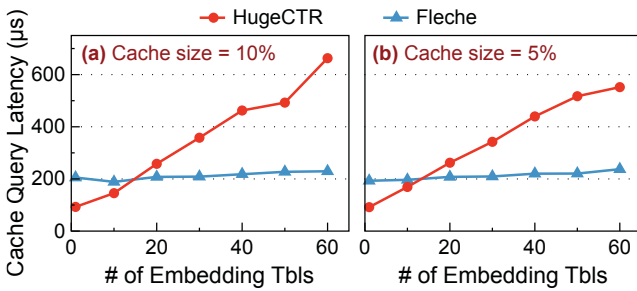 HugeCTR Fleche
Cache Query Latency (μs)
600
400
200
0
(a) Cache size = 10%
0 20 40 60
# of Embedding Tbls
(b) Cache size = 5%
0 20 40 60
# of Embedding Tbls